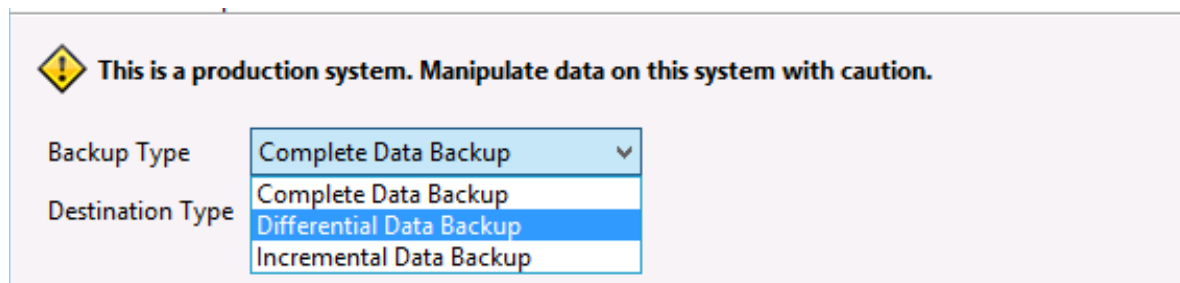 This is a production system. Manipulate data on this system with caution.
Backup Type Complete Data Backup
Complete Data Backup
Destination Type
Differential Data Backup
Incremental Data Backup